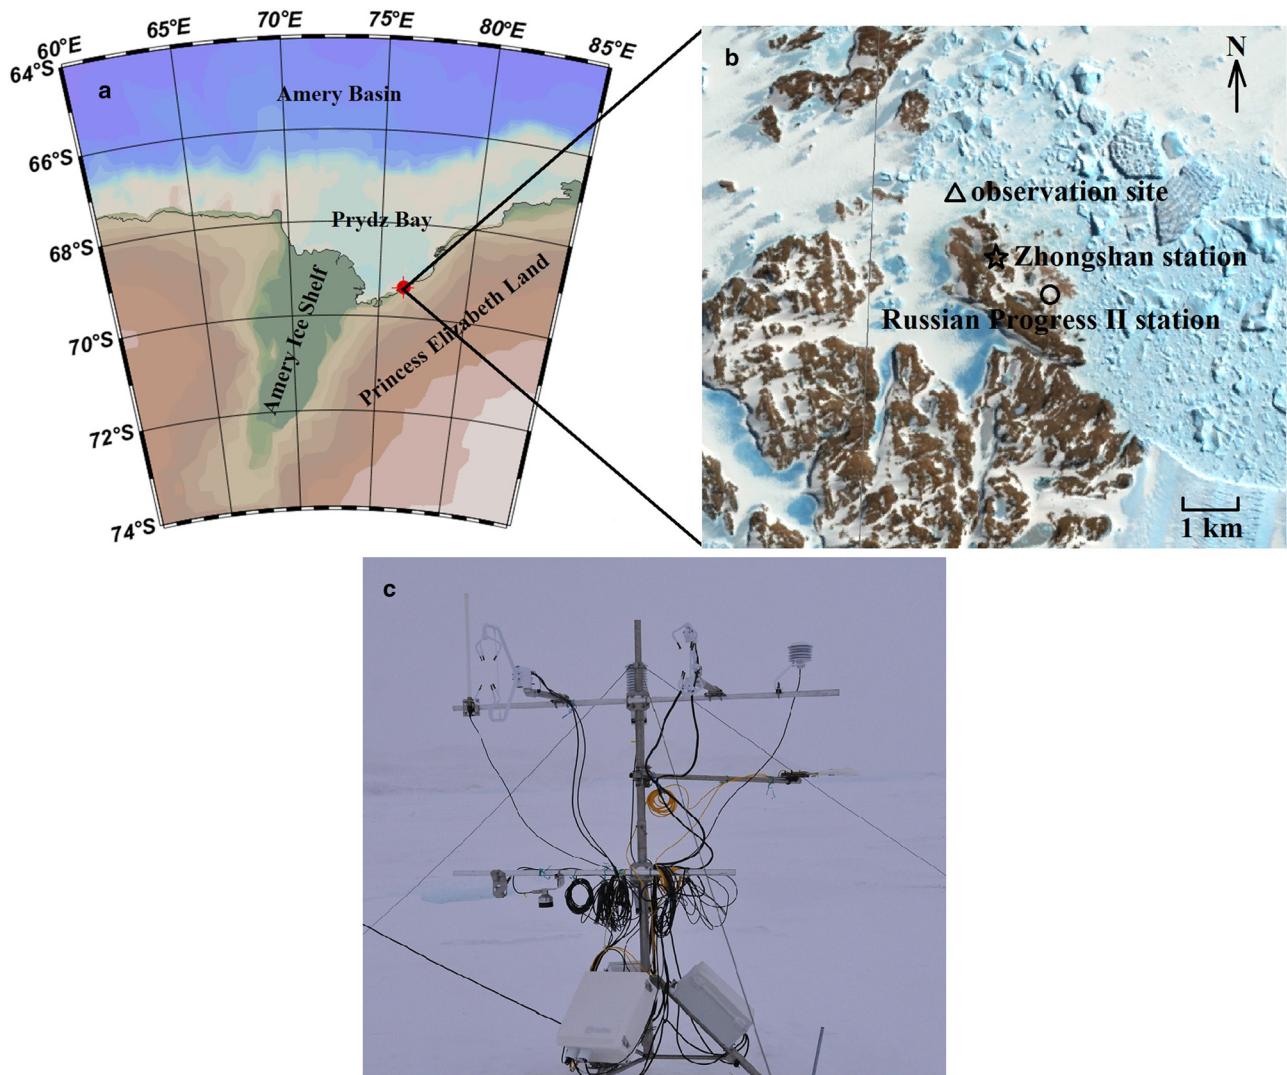 60°E
65°E
70°E
75°E
80°E
85°E
64°S
66°S
68°S
70°S
72°S
74°S
a
Amery Basin
Prydz Bay
Amery Ice Shelf
Princess Elizabeth Land
b
N
observation site
Zhongshan station
Russian Progress II station
1 km
c